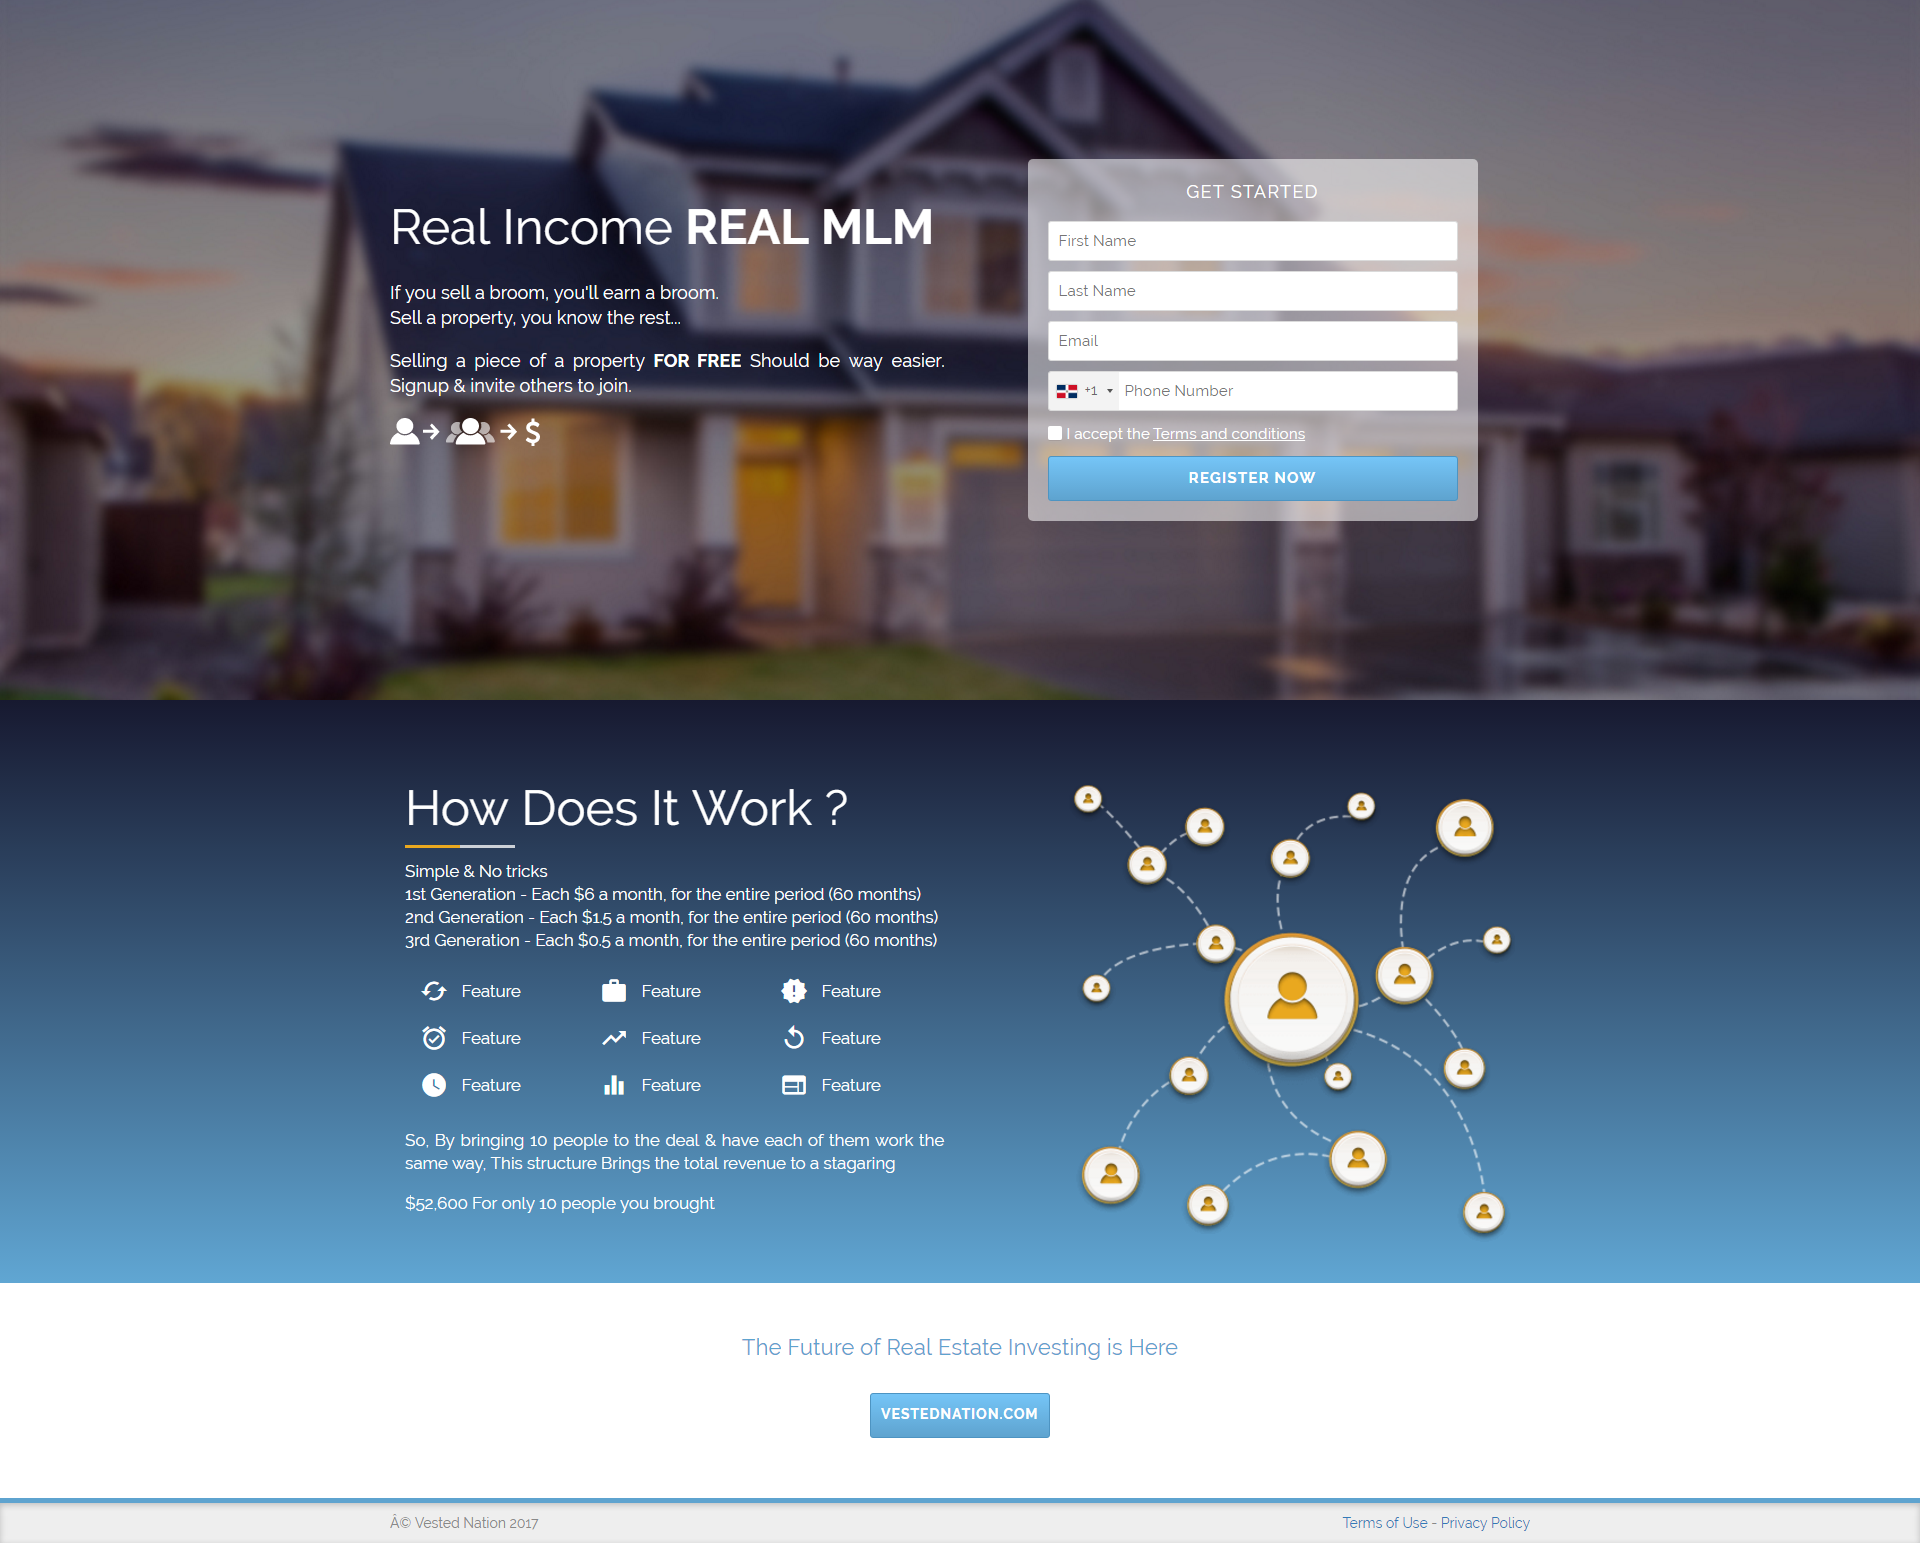 Real Income REAL MLM
If you sell a broom, you'll earn a broom.
Sell a property, you know the rest...
Selling a piece of a property FOR FREE Should be way easier.
Signup & invite others to join.
GET STARTED
First Name
Last Name
Email
+1 Phone Number
I accept the Terms and conditions
REGISTER NOW
How Does It Work ?
Simple & No tricks
1st Generation - Each $6 a month, for the entire period (60 months)
2nd Generation - Each $1.5 a month, for the entire period (60 months)
3rd Generation - Each $0.5 a month, for the entire period (60 months)
Feature Feature Feature
Feature Feature Feature
Feature Feature Feature
So, By bringing 10 people to the deal & have each of them work the
same way, This structure Brings the total revenue to a stagaring
$52,600 For only 10 people you brought
The Future of Real Estate Investing is Here
VESTEDNATION.COM
Â© Vested Nation 2017
Terms of Use - Privacy Policy